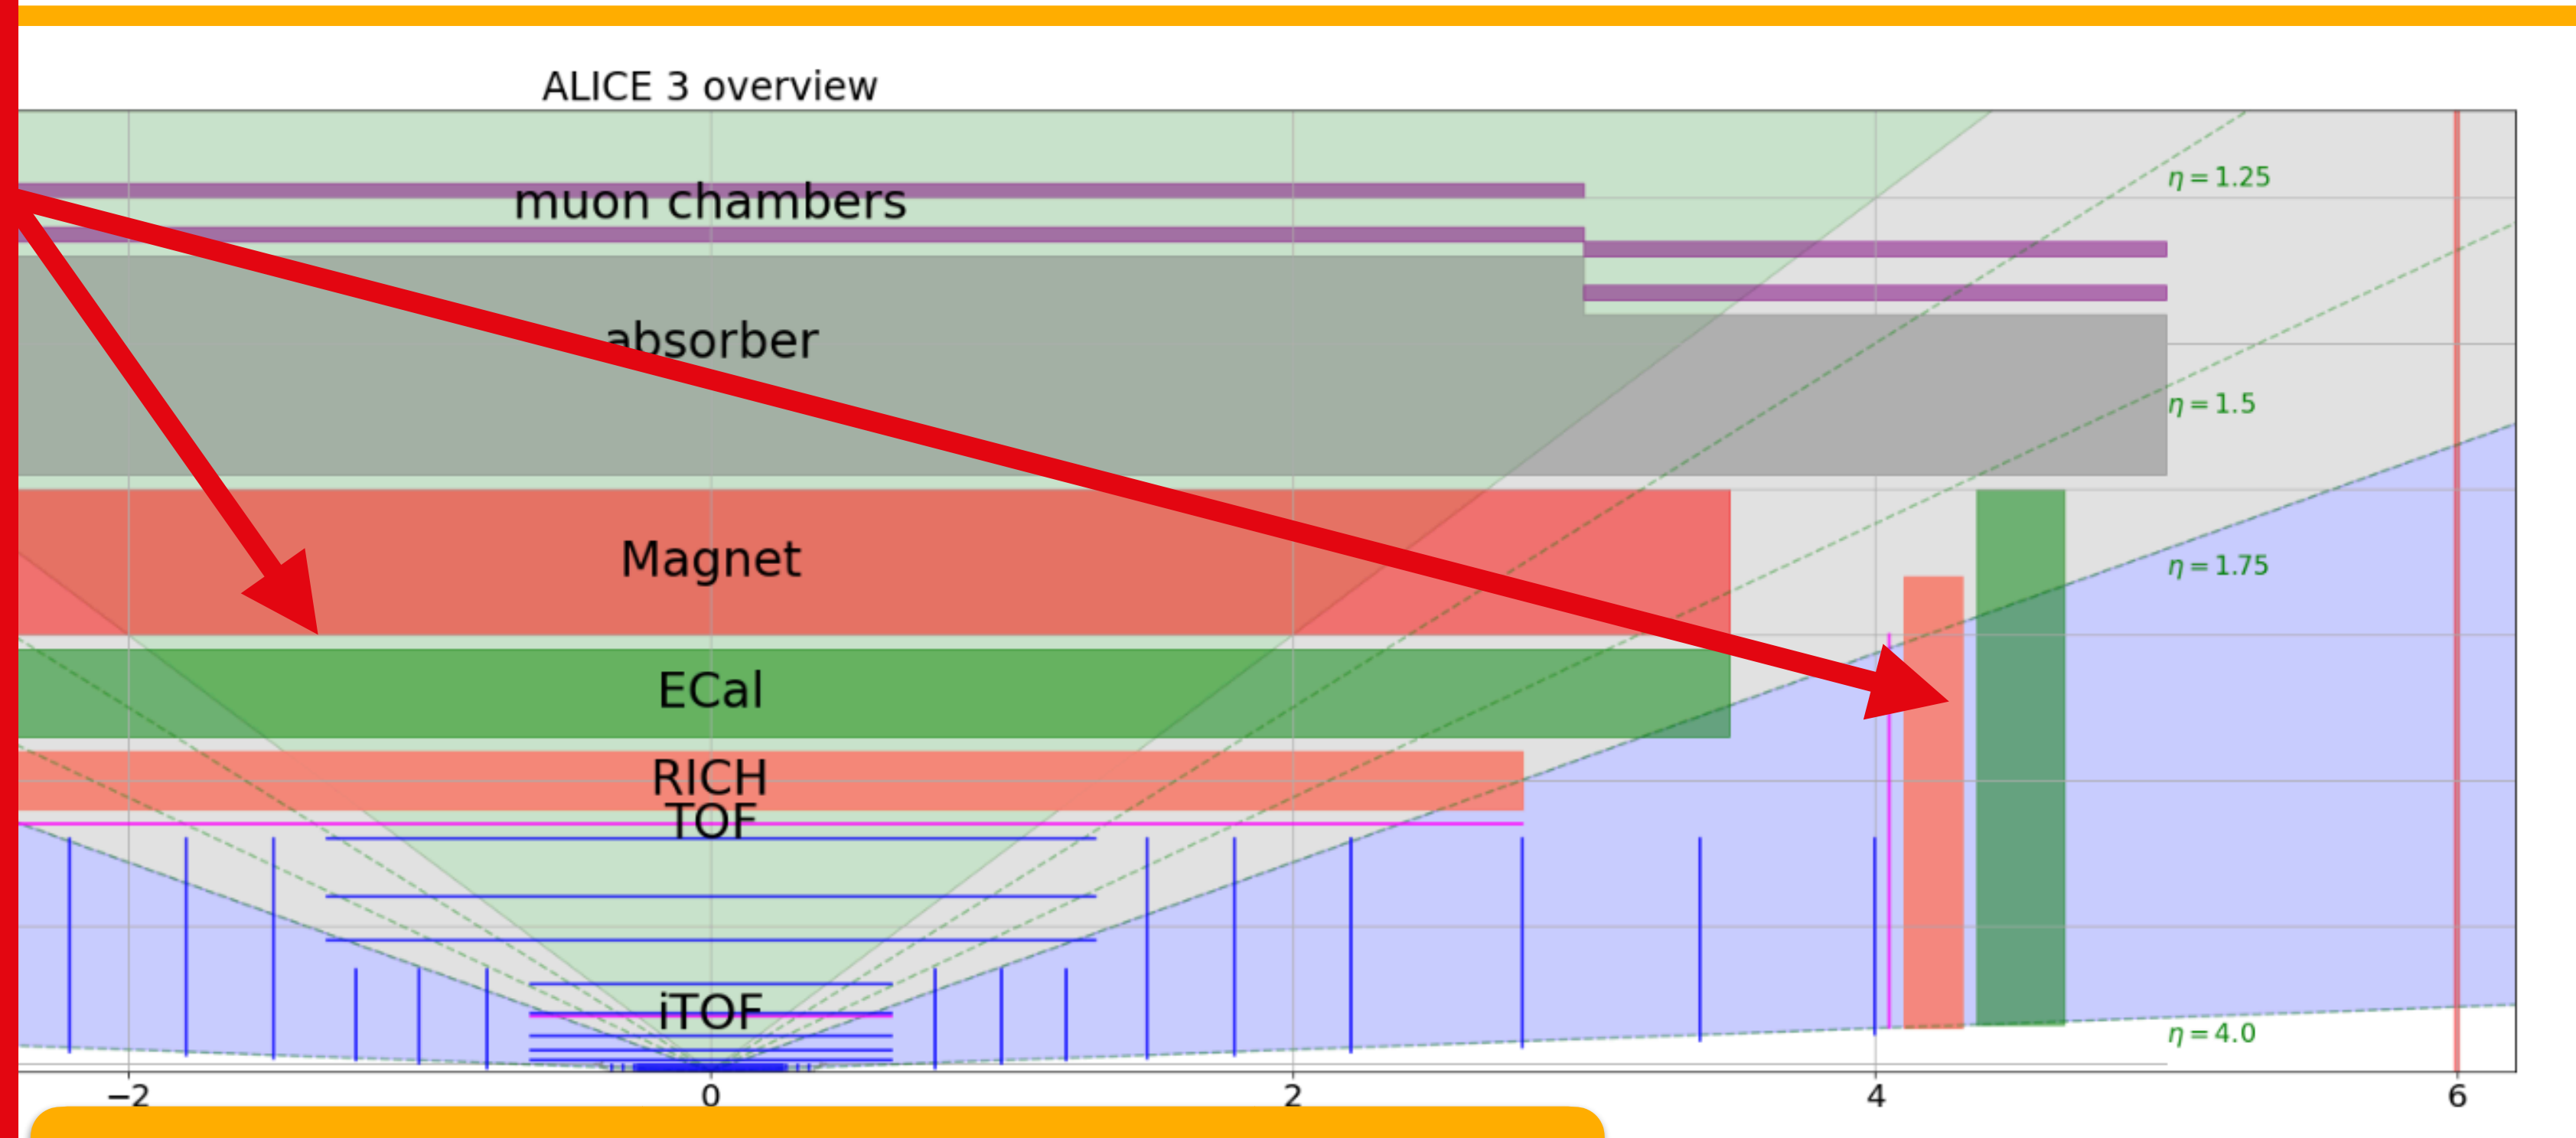 ALICE 3 overview
η = 1.25
muon chambers
absorber
η = 1.5
Magnet
η = 1.75
ECal
RICH
TOF
iTOF
η = 4.0
−2 0 2 4 6